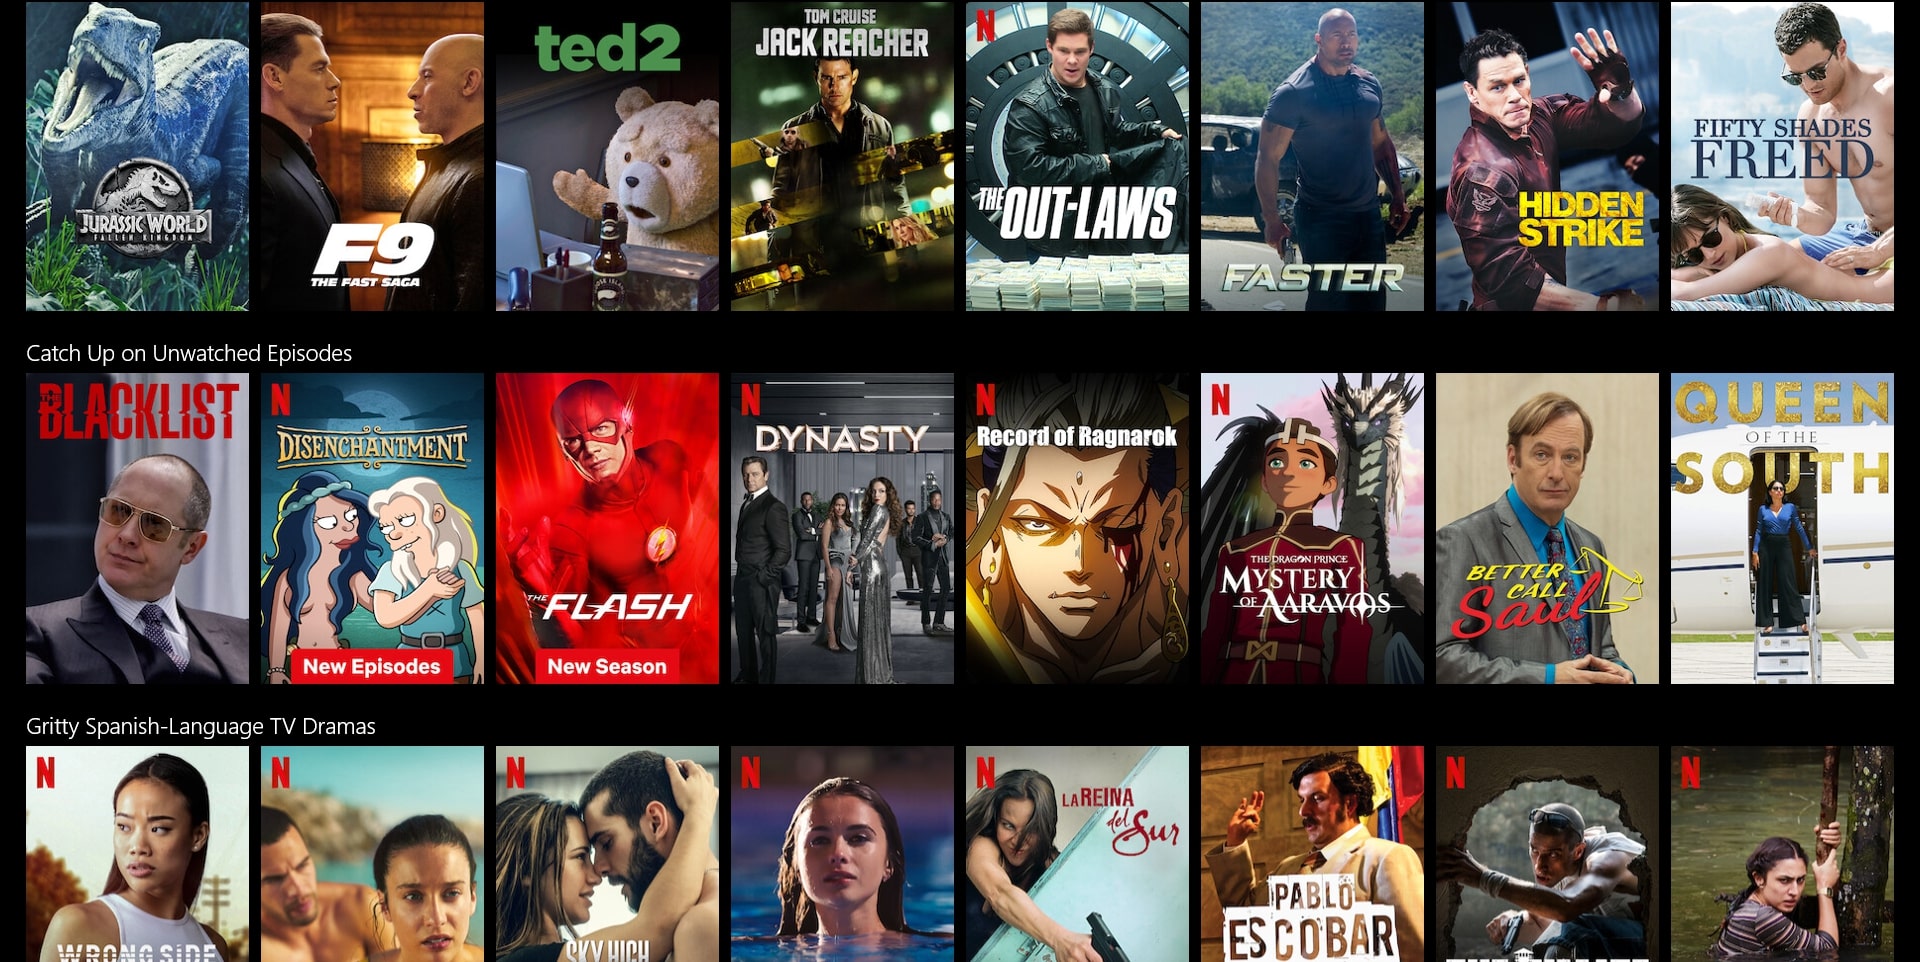 JURASSIC WORLD
FALLEN KINGDOM
F9
THE FAST SAGA
ted2
TOM CRUISE
JACK REACHER
N
THE OUT-LAWS
FASTER
HIDDEN
STRIKE
FIFTY SHADES
FREED
Catch Up on Unwatched Episodes
THE
BLACKLIST
N
DISENCHANTMENT
New Episodes
THE FLASH
New Season
N
DYNASTY
N
Record of Ragnarok
N
THE DRAGON PRINCE
MYSTERY
OF AARAVOS
BETTER
CALL
Saul
QUEEN
OF THE
SOUTH
Gritty Spanish-Language TV Dramas
N
WRONG SIDE
N
N
SKY HIGH
N
N
LA REINA
del
Sur
PABLO
ESCOBAR
N
N